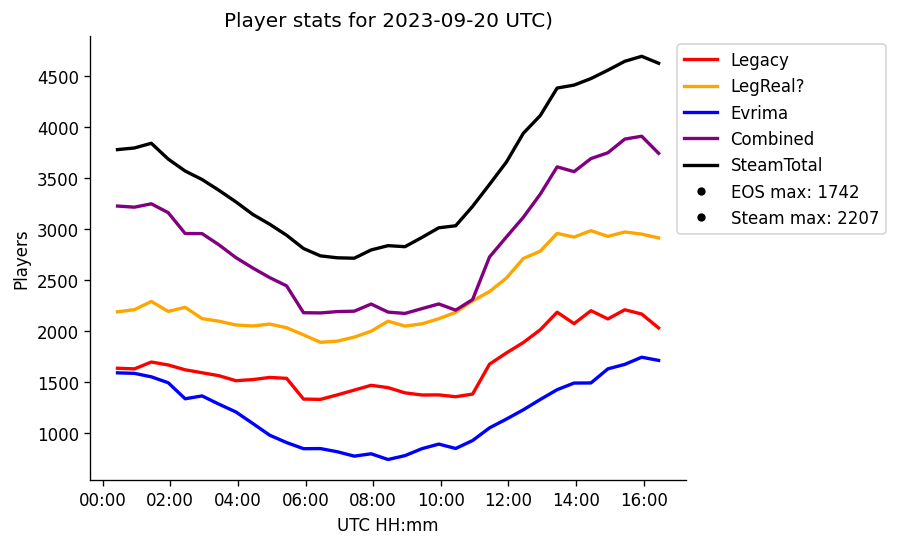 Player stats for 2023-09-20 UTC)
Legacy
LegReal?
Evrima
Combined
SteamTotal
EOS max: 1742
Steam max: 2207
Players
4500
4000
3500
3000
2500
2000
1500
1000
00:00 02:00 04:00 06:00 08:00 10:00 12:00 14:00 16:00
UTC HH:mm